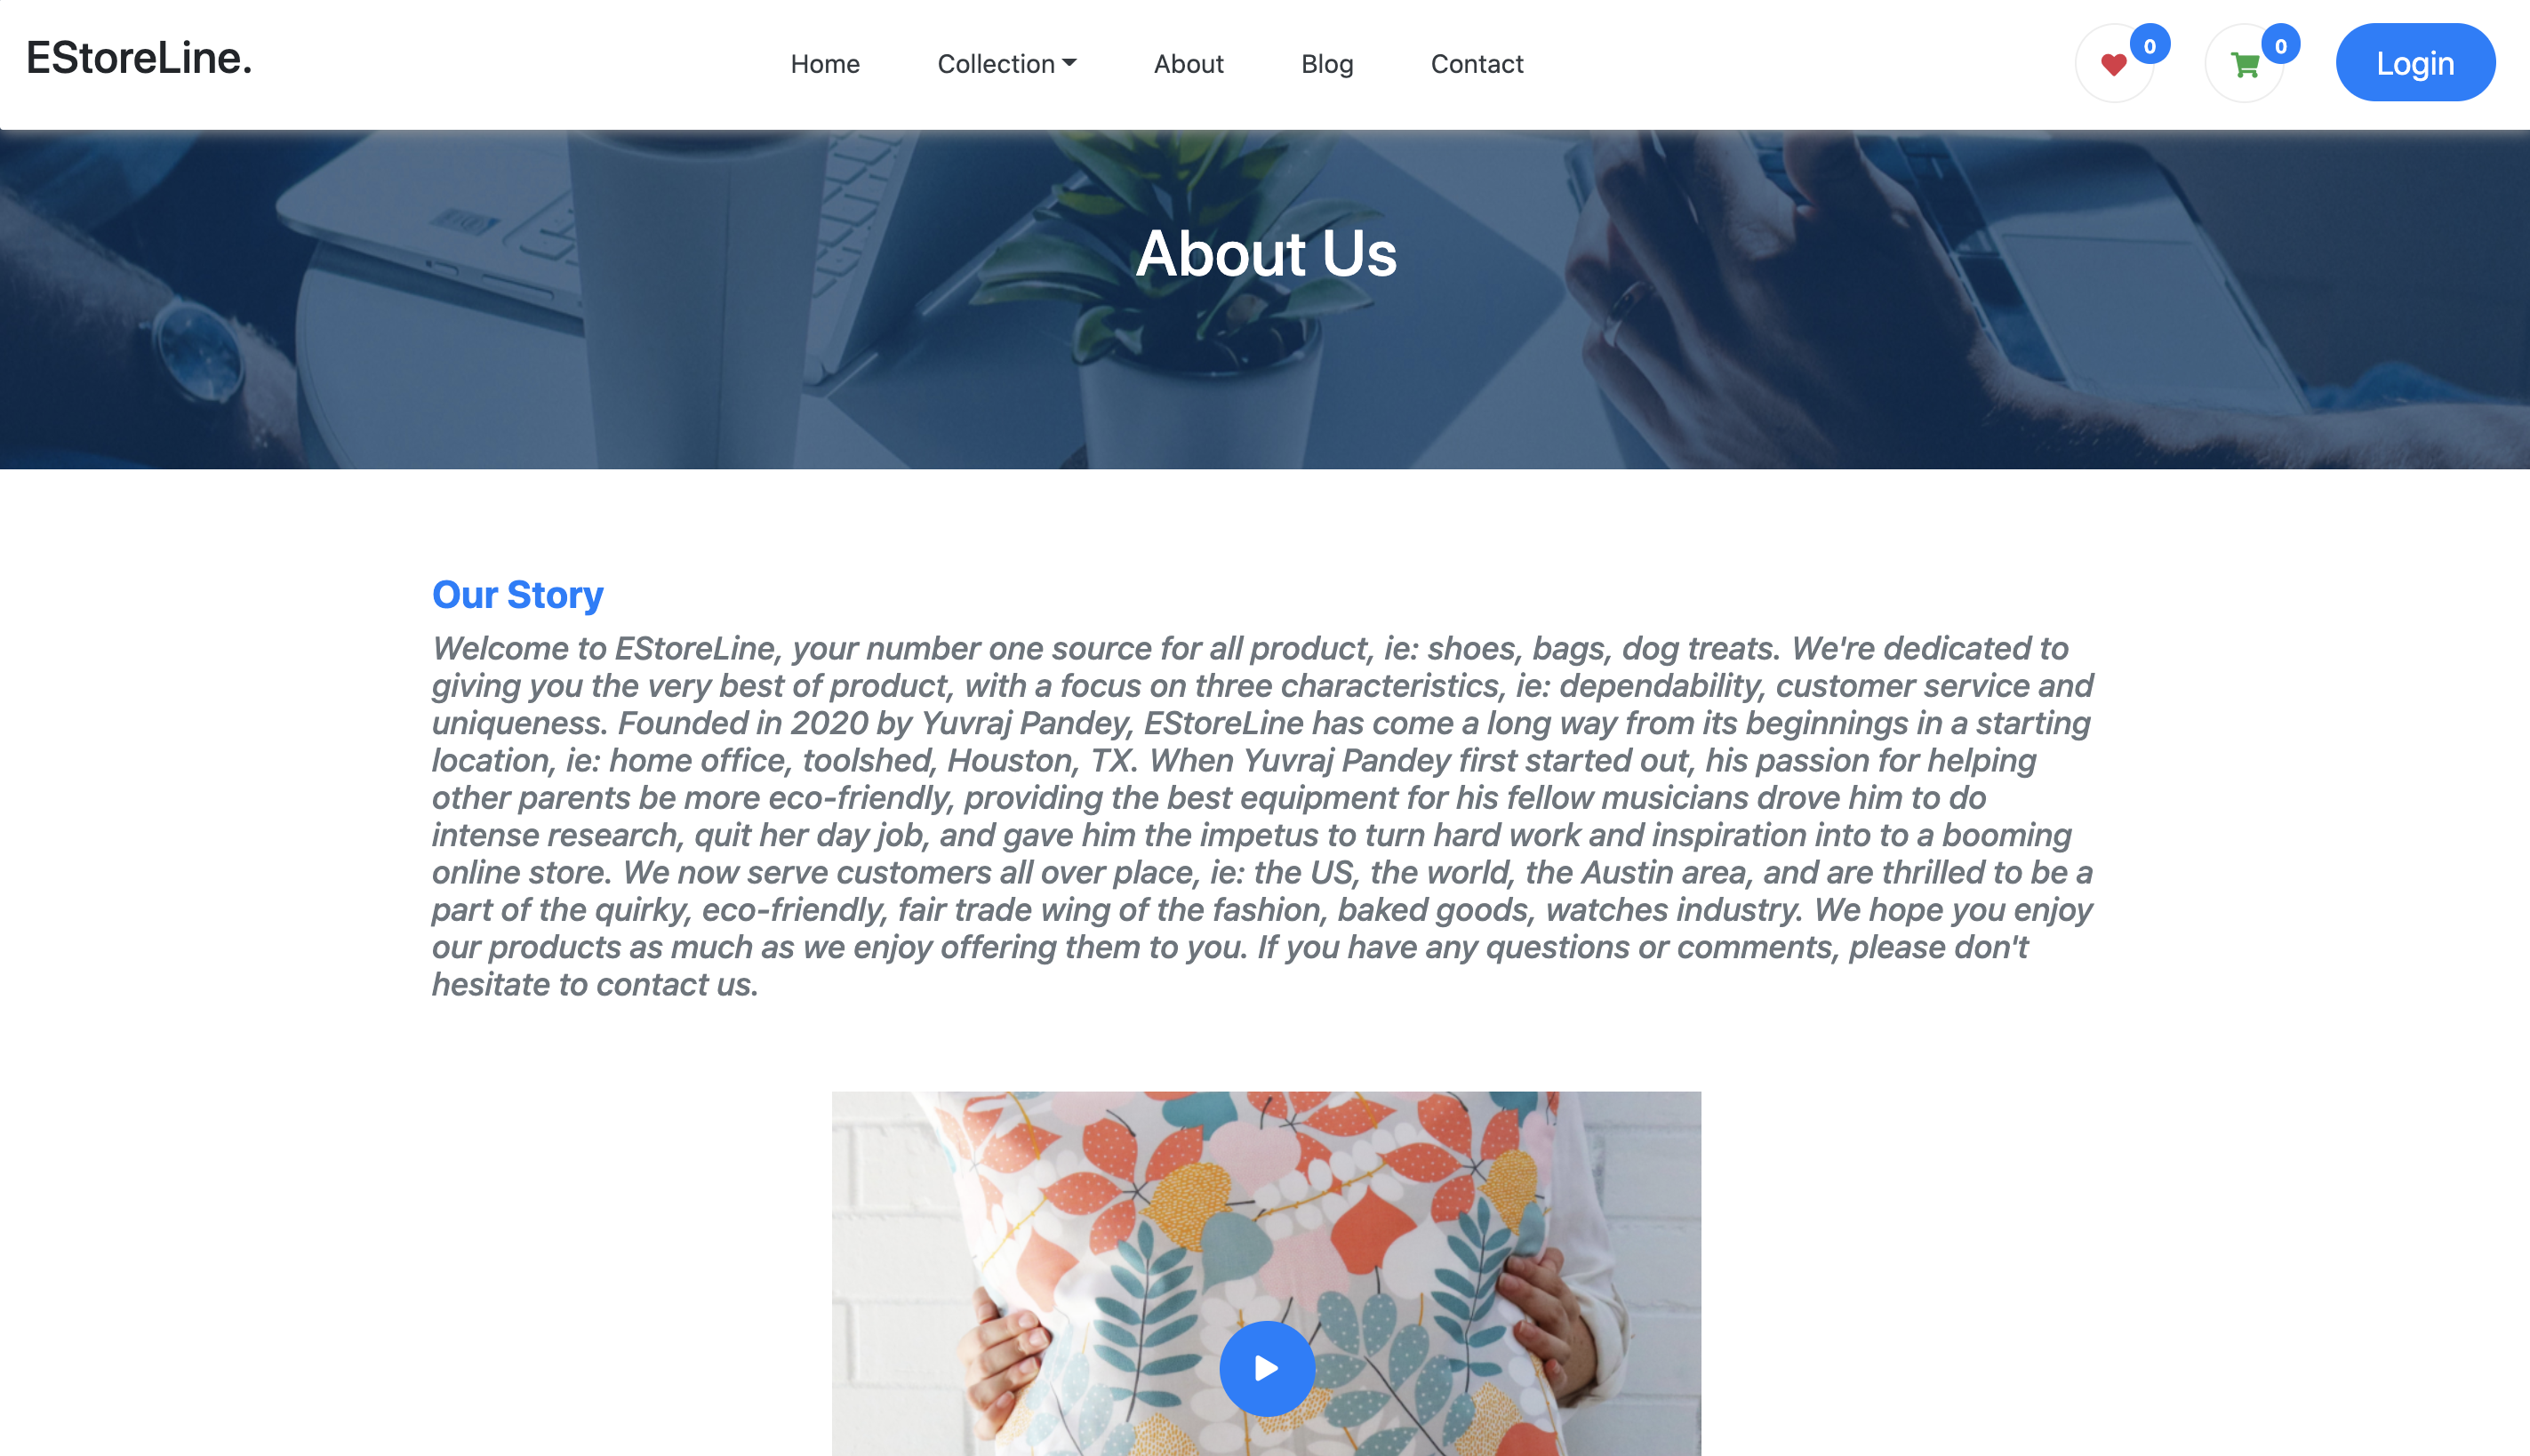 EStoreLine.
Home
Collection
About
Blog
Contact
0
0
Login
About Us
Our Story
Welcome to EStoreLine, your number one source for all product, ie: shoes, bags, dog treats. We're dedicated to
giving you the very best of product, with a focus on three characteristics, ie: dependability, customer service and
uniqueness. Founded in 2020 by Yuvraj Pandey, EStoreLine has come a long way from its beginnings in a starting
location, ie: home office, toolshed, Houston, TX. When Yuvraj Pandey first started out, his passion for helping
other parents be more eco-friendly, providing the best equipment for his fellow musicians drove him to do
intense research, quit her day job, and gave him the impetus to turn hard work and inspiration into to a booming
online store. We now serve customers all over place, ie: the US, the world, the Austin area, and are thrilled to be a
part of the quirky, eco-friendly, fair trade wing of the fashion, baked goods, watches industry. We hope you enjoy
our products as much as we enjoy offering them to you. If you have any questions or comments, please don't
hesitate to contact us.